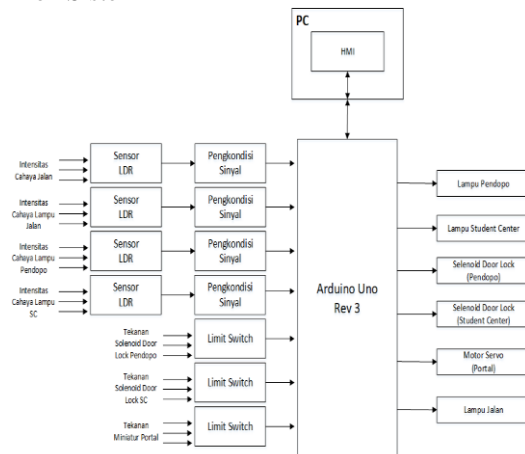 PC
HMI
Intensitas
Cahaya Jalan
Sensor
LDR
Pengkondisi
Sinyal
Intensitas
Cahaya Lampu
Jalan
Sensor
LDR
Pengkondisi
Sinyal
Intensitas
Cahaya Lampu
Pendopo
Sensor
LDR
Pengkondisi
Sinyal
Intensitas
Cahaya Lampu
SC
Sensor
LDR
Pengkondisi
Sinyal
Tekanan
Solenoid Door
Lock Pendopo
Limit Switch
Tekanan
Solenoid Door
Lock SC
Limit Switch
Tekanan
Miniatur Portal
Limit Switch
Arduino Uno
Rev 3
Lampu Pendopo
Lampu Student Center
Selenoid Door Lock
(Pendopo)
Selenoid Door Lock
(Student Center)
Motor Servo
(Portal)
Lampu Jalan